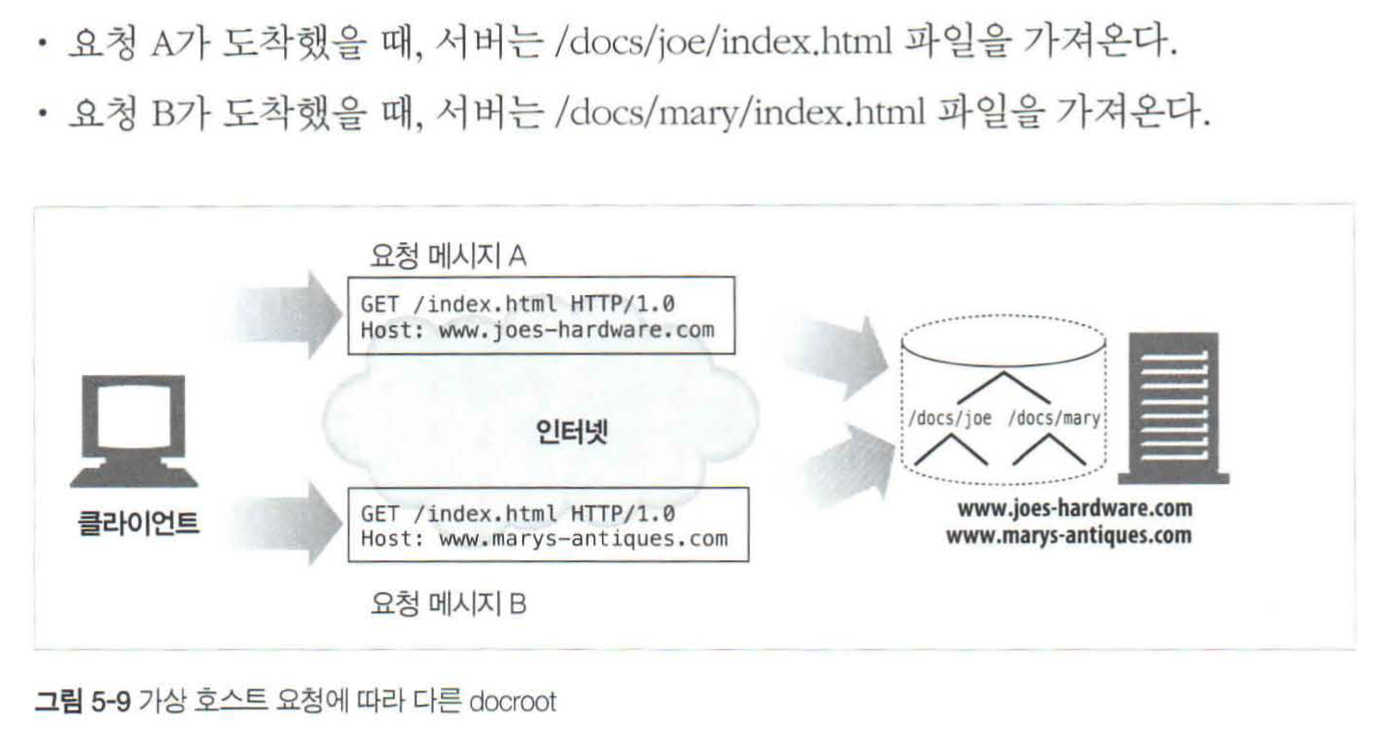 · 요청 A가 도착했을 때, 서버는 /docs/joe/index.html 파일을 가져온다.
· 요청 B가 도착했을 때, 서버는 /docs/mary/index.html 파일을 가져온다.
요청 메시지 A
GET /index.html HTTP/1.0
Host: www.joes-hardware.com
/docs/joe /docs/mary
인터넷
클라이언트
GET /index.html HTTP/1.0
Host: www.marys-antiques.com
www.joes-hardware.com
www.marys-antiques.com
요청 메시지 B
그림 5-9 가상 호스트 요청에 따라 다른 docroot